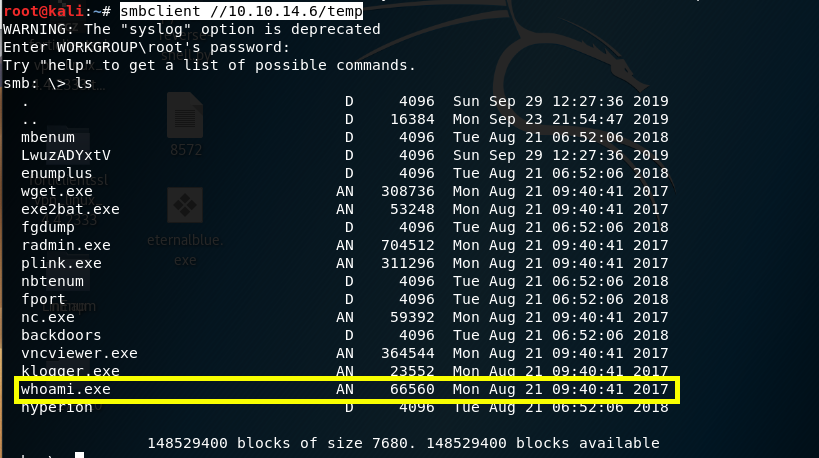 root@kali:~# smbclient //10.10.14.6/temp
WARNING: The "syslog" option is deprecated
Enter WORKGROUP\root's password:
Try "help" to get a list of possible commands.
smb: \> ls
. D 4096 Sun Sep 29 12:27:36 2019
.. D 16384 Mon Sep 23 21:54:47 2019
mbenum D 4096 Tue Aug 21 06:52:06 2018
LwuzADYxtV D 4096 Sun Sep 29 12:27:36 2019
enumplus D 4096 Tue Aug 21 06:52:06 2018
wget.exe AN 308736 Mon Aug 21 09:40:41 2017
exe2bat.exe AN 53248 Mon Aug 21 09:40:41 2017
fgdump D 4096 Tue Aug 21 06:52:06 2018
radmin.exe AN 704512 Mon Aug 21 09:40:41 2017
plink.exe AN 311296 Mon Aug 21 09:40:41 2017
nbtenum D 4096 Tue Aug 21 06:52:06 2018
fport D 4096 Tue Aug 21 06:52:06 2018
nc.exe AN 59392 Mon Aug 21 09:40:41 2017
backdoors D 4096 Tue Aug 21 06:52:06 2018
vncviewer.exe AN 364544 Mon Aug 21 09:40:41 2017
klogger.exe AN 23552 Mon Aug 21 09:40:41 2017
whoami.exe AN 66560 Mon Aug 21 09:40:41 2017
hyperion D 4096 Tue Aug 21 06:52:06 2018
148529400 blocks of size 7680. 148529400 blocks available
8572
eternalblue.
exe